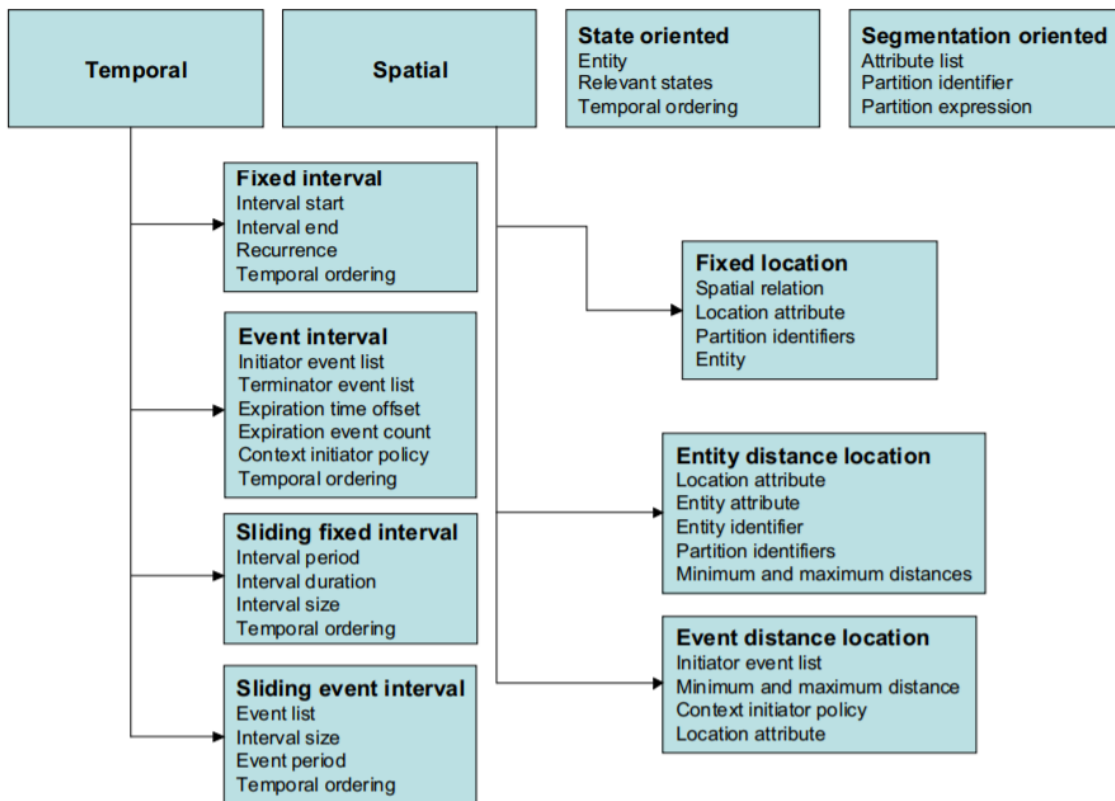 Temporal
Spatial
State oriented
Entity
Relevant states
Temporal ordering
Segmentation oriented
Attribute list
Partition identifier
Partition expression
Fixed interval
Interval start
Interval end
Recurrence
Temporal ordering
Event interval
Initiator event list
Terminator event list
Expiration time offset
Expiration event count
Context initiator policy
Temporal ordering
Sliding fixed interval
Interval period
Interval duration
Interval size
Temporal ordering
Sliding event interval
Event list
Interval size
Event period
Temporal ordering
Fixed location
Spatial relation
Location attribute
Partition identifiers
Entity
Entity distance location
Location attribute
Entity attribute
Entity identifier
Partition identifiers
Minimum and maximum distances
Event distance location
Initiator event list
Minimum and maximum distance
Context initiator policy
Location attribute